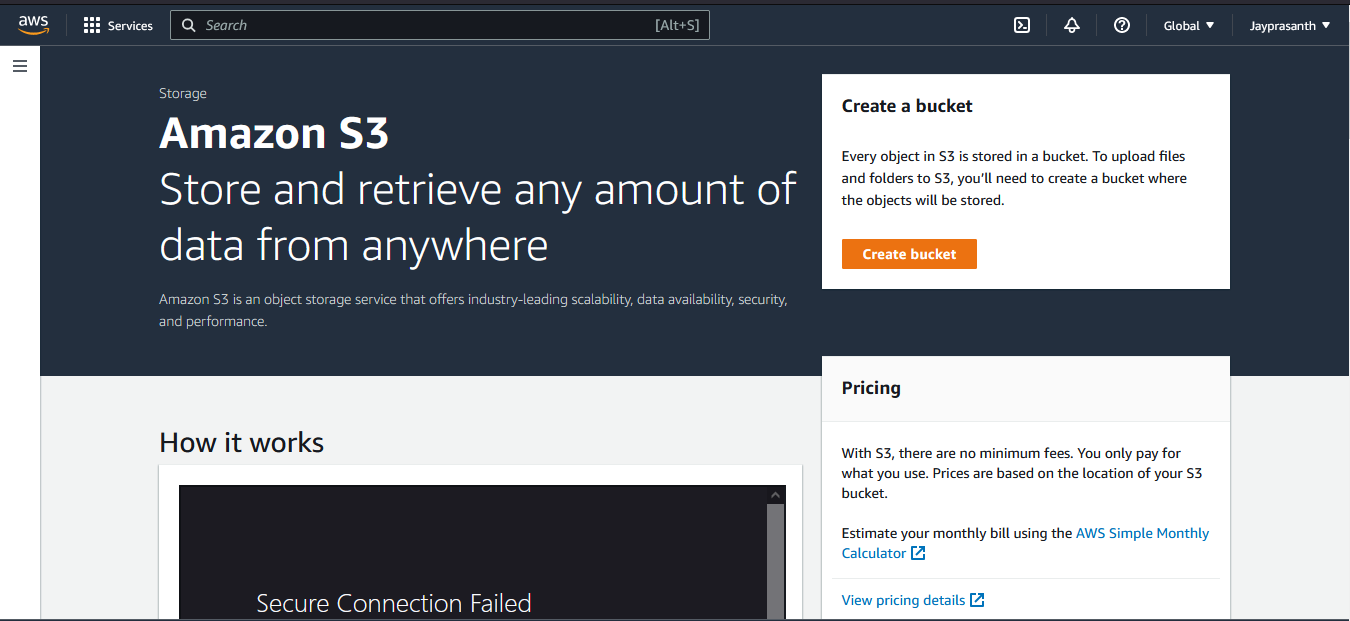 aws
Services
Search [Alt+S]
Global
Jayprasanth
Storage
Amazon S3
Store and retrieve any amount of
data from anywhere
Amazon S3 is an object storage service that offers industry-leading scalability, data availability, security,
and performance.
Create a bucket
Every object in S3 is stored in a bucket. To upload files
and folders to S3, you’ll need to create a bucket where
the objects will be stored.
Create bucket
How it works
Secure Connection Failed
Pricing
With S3, there are no minimum fees. You only pay for
what you use. Prices are based on the location of your S3
bucket.
Estimate your monthly bill using the AWS Simple Monthly
Calculator
View pricing details